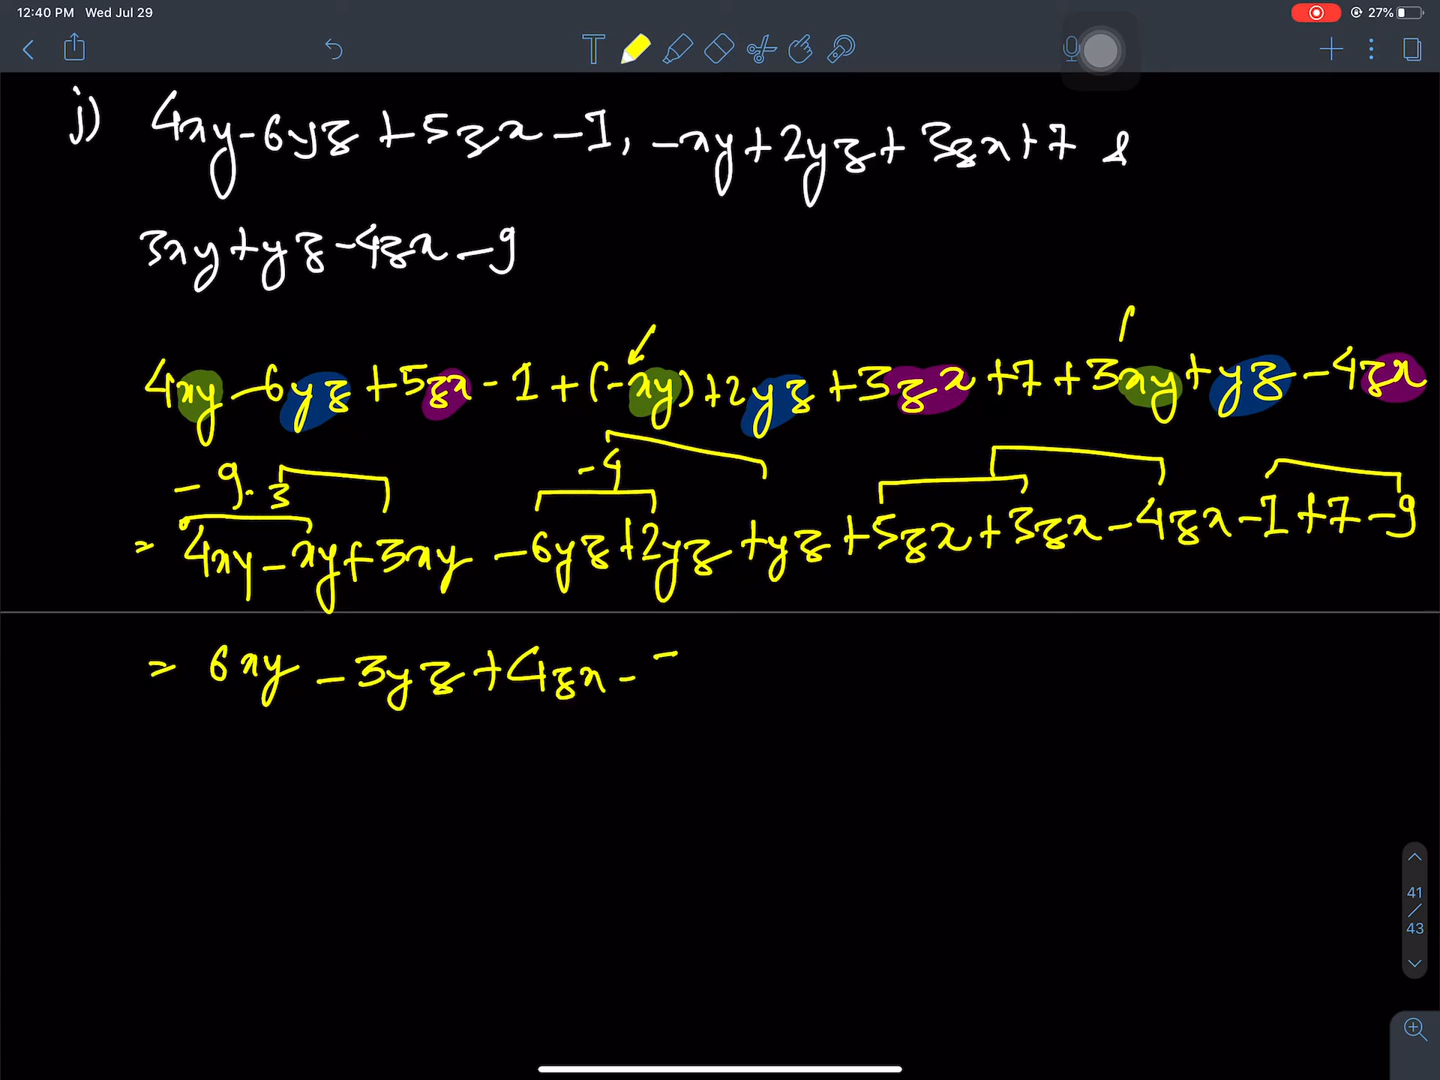 12:40 PM Wed Jul 29
27%
j) 4xy-6yz+5zx-1, -xy+2yz+3zx+7 &
3xy+yz-4zx-9
4xy-6yz+5zx-1+(-xy)+2yz+3zx+7+3xy+yz-4zx
-9.
3
-4
= 4xy-xy+3xy -6yz+2yz+yz+5zx+3zx-4zx-1+7-9
= 6xy-3yz+4zx-
41
/
43